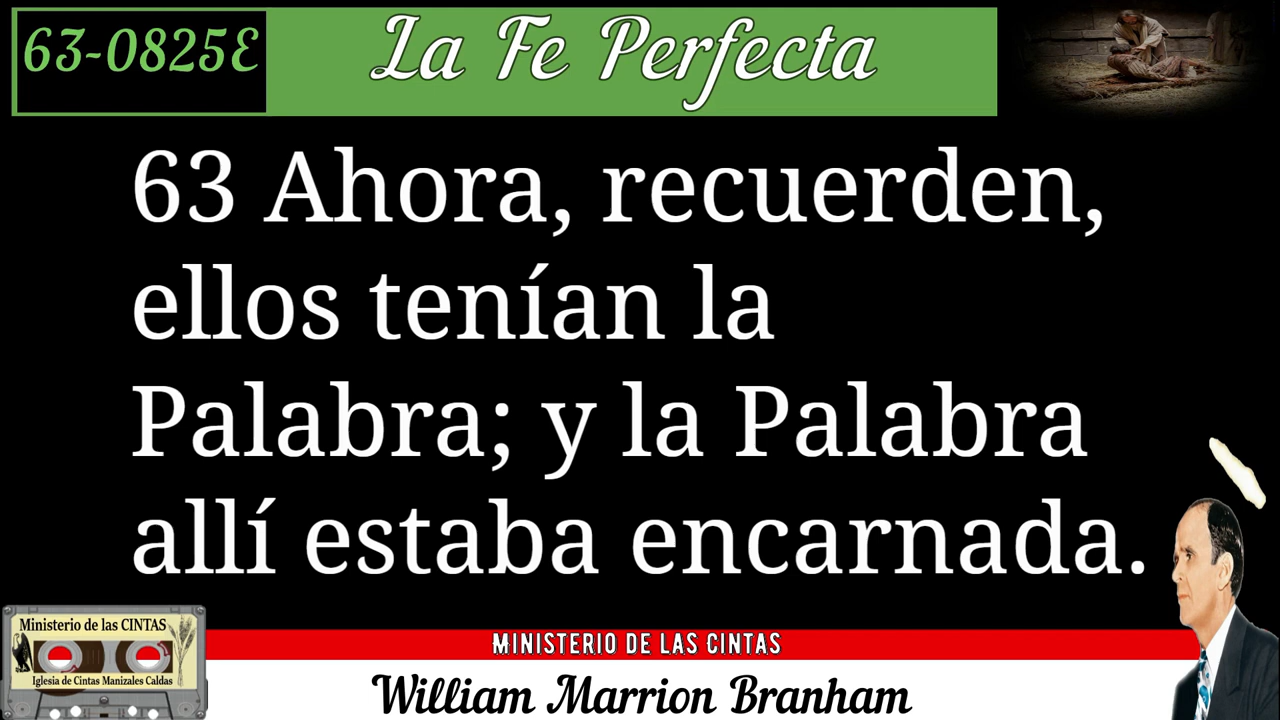 63-0825E
La Fe Perfecta
63 Ahora, recuerden,
ellos tenían la
Palabra; y la Palabra
allí estaba encarnada.
Ministerio de las CINTAS
Iglesia de Cintas Manizales Caldas
MINISTERIO DE LAS CINTAS
William Marrion Branham